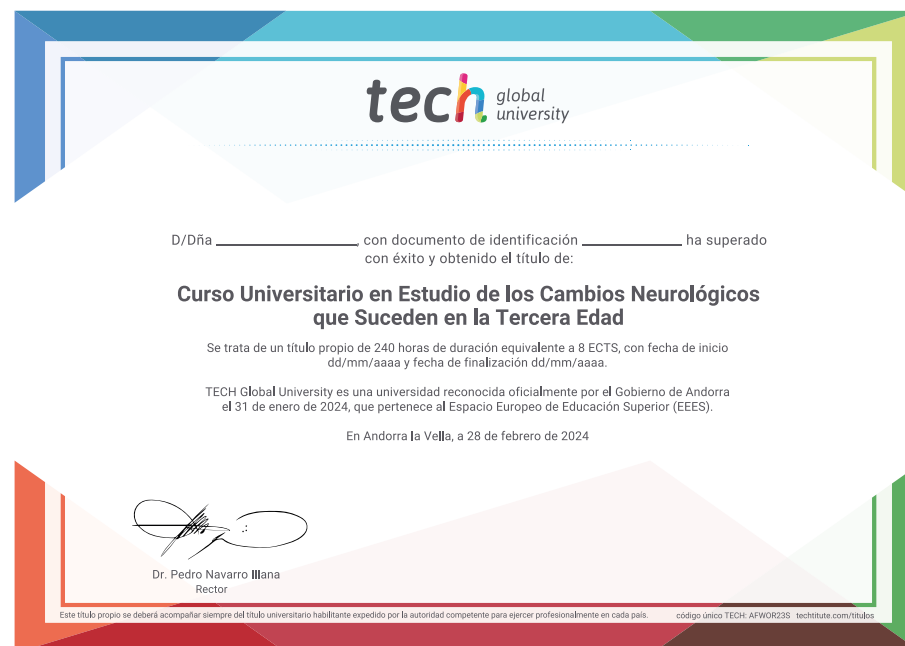 tech global
university
D/Dña ______________, con documento de identificación __________ ha superado
con éxito y obtenido el título de:
Curso Universitario en Estudio de los Cambios Neurológicos
que Suceden en la Tercera Edad
Se trata de un título propio de 240 horas de duración equivalente a 8 ECTS, con fecha de inicio
dd/mm/aaaa y fecha de finalización dd/mm/aaaa.
TECH Global University es una universidad reconocida oficialmente por el Gobierno de Andorra
el 31 de enero de 2024, que pertenece al Espacio Europeo de Educación Superior (EEES).
En Andorra la Vella, a 28 de febrero de 2024
Dr. Pedro Navarro Illana
Rector
Este título propio se deberá acompañar siempre del título universitario habilitante expedido por la autoridad competente para ejercer profesionalmente en cada país. código único TECH: AFWOR23S techtitute.com/titulos